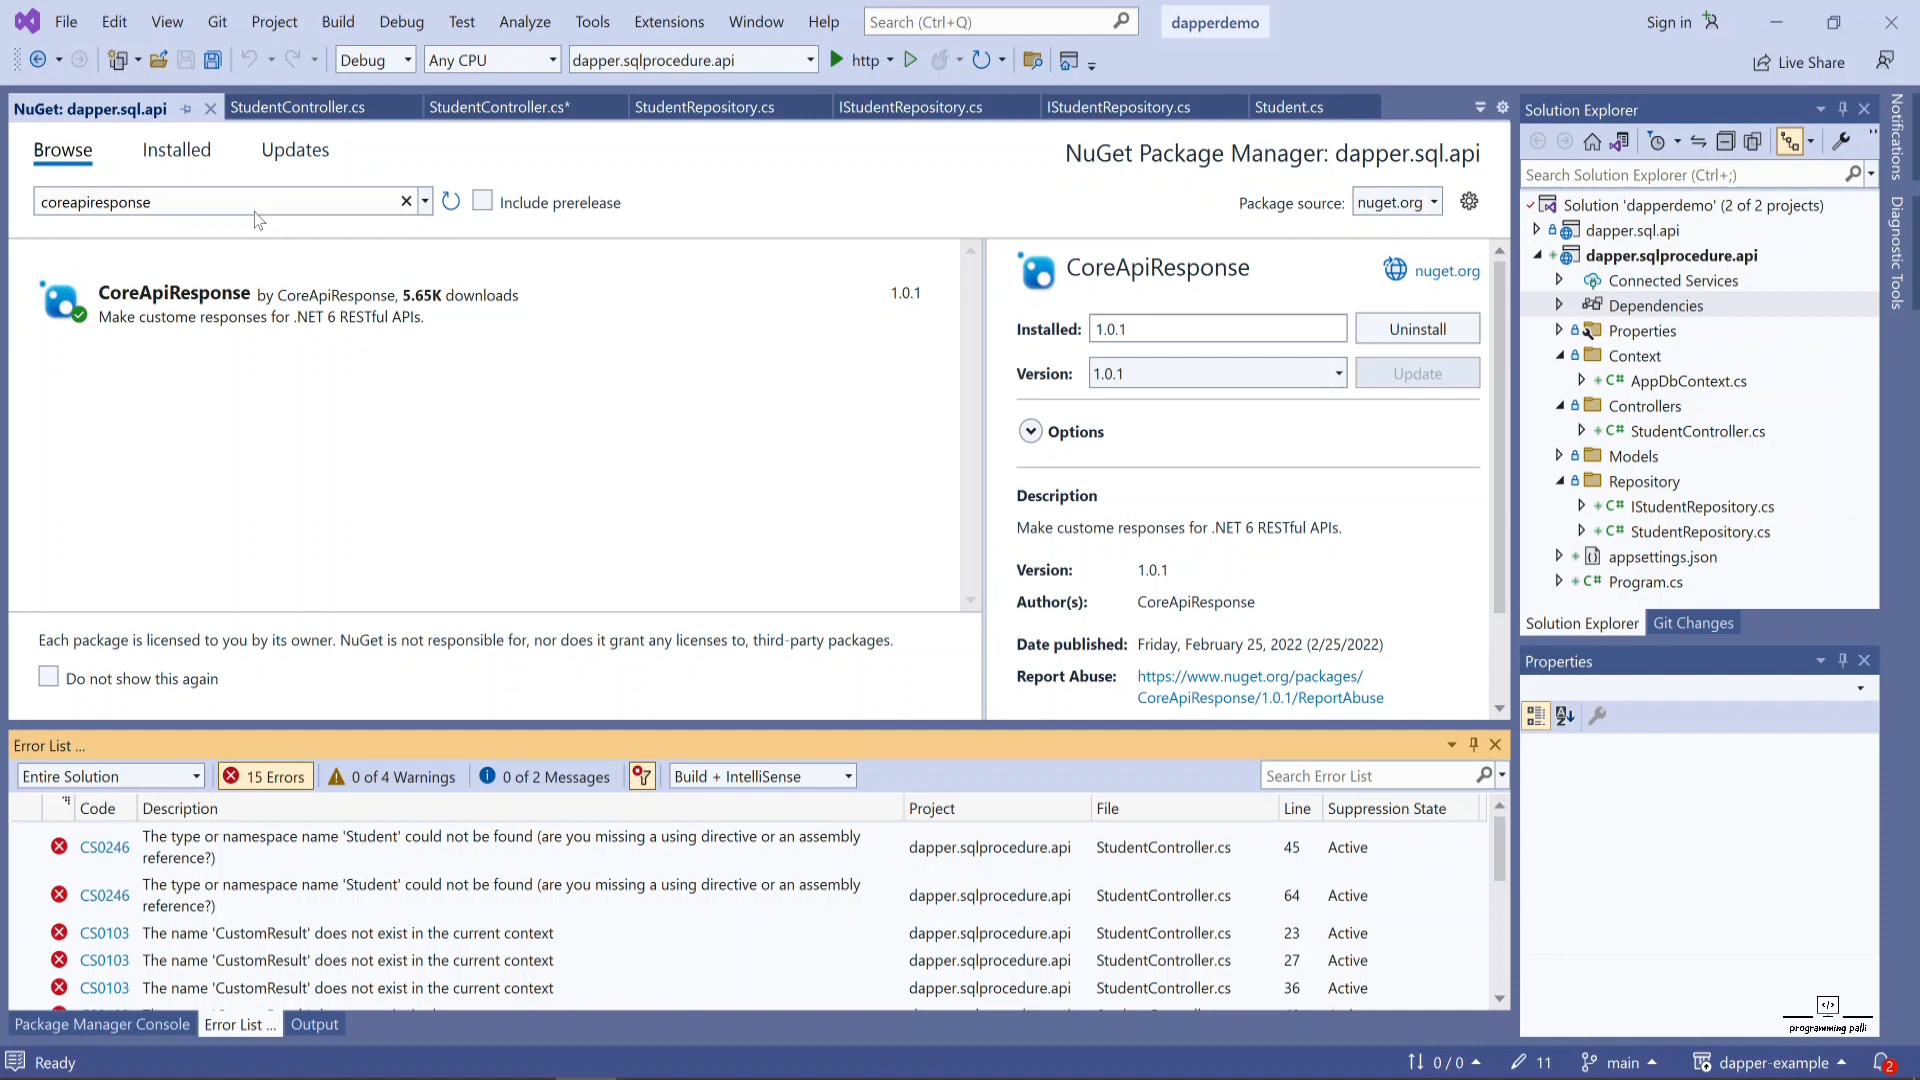 File Edit View Git Project Build Debug Test Analyze Tools Extensions Window Help Search (Ctrl+Q) dapperdemo Sign in
Debug Any CPU dapper.sqlprocedure.api http Live Share
NuGet: dapper.sql.api StudentController.cs StudentController.cs* StudentRepository.cs IStudentRepository.cs IStudentRepository.cs Student.cs
Browse Installed Updates
NuGet Package Manager: dapper.sql.api
coreapiresponse Include prerelease Package source: nuget.org
CoreApiResponse by CoreApiResponse, 5.65K downloads 1.0.1
Make custome responses for .NET 6 RESTful APIs.
Each package is licensed to you by its owner. NuGet is not responsible for, nor does it grant any licenses to, third-party packages.
Do not show this again
CoreApiResponse nuget.org
Installed: 1.0.1 Uninstall
Version: 1.0.1 Update
Options
Description
Make custome responses for .NET 6 RESTful APIs.
Version: 1.0.1
Author(s): CoreApiResponse
Date published: Friday, February 25, 2022 (2/25/2022)
Report Abuse: https://www.nuget.org/packages/
CoreApiResponse/1.0.1/ReportAbuse
Solution Explorer
Search Solution Explorer (Ctrl+;)
Solution 'dapperdemo' (2 of 2 projects)
dapper.sql.api
dapper.sqlprocedure.api
Connected Services
Dependencies
Properties
Context
C# AppDbContext.cs
Controllers
C# StudentController.cs
Models
Repository
C# IStudentRepository.cs
C# StudentRepository.cs
appsettings.json
C# Program.cs
Solution Explorer Git Changes
Properties
Notifications
Diagnostic Tools
Error List ...
Entire Solution 15 Errors 0 of 4 Warnings 0 of 2 Messages Build + IntelliSense Search Error List
Code Description Project File Line Suppression State
CS0246 The type or namespace name 'Student' could not be found (are you missing a using directive or an assembly
reference?) dapper.sqlprocedure.api StudentController.cs 45 Active
CS0246 The type or namespace name 'Student' could not be found (are you missing a using directive or an assembly
reference?) dapper.sqlprocedure.api StudentController.cs 64 Active
CS0103 The name 'CustomResult' does not exist in the current context dapper.sqlprocedure.api StudentController.cs 23 Active
CS0103 The name 'CustomResult' does not exist in the current context dapper.sqlprocedure.api StudentController.cs 27 Active
CS0103 The name 'CustomResult' does not exist in the current context dapper.sqlprocedure.api StudentController.cs 36 Active
Package Manager Console Error List ... Output
programming palli
Ready 0 / 0 11 main dapper-example 2